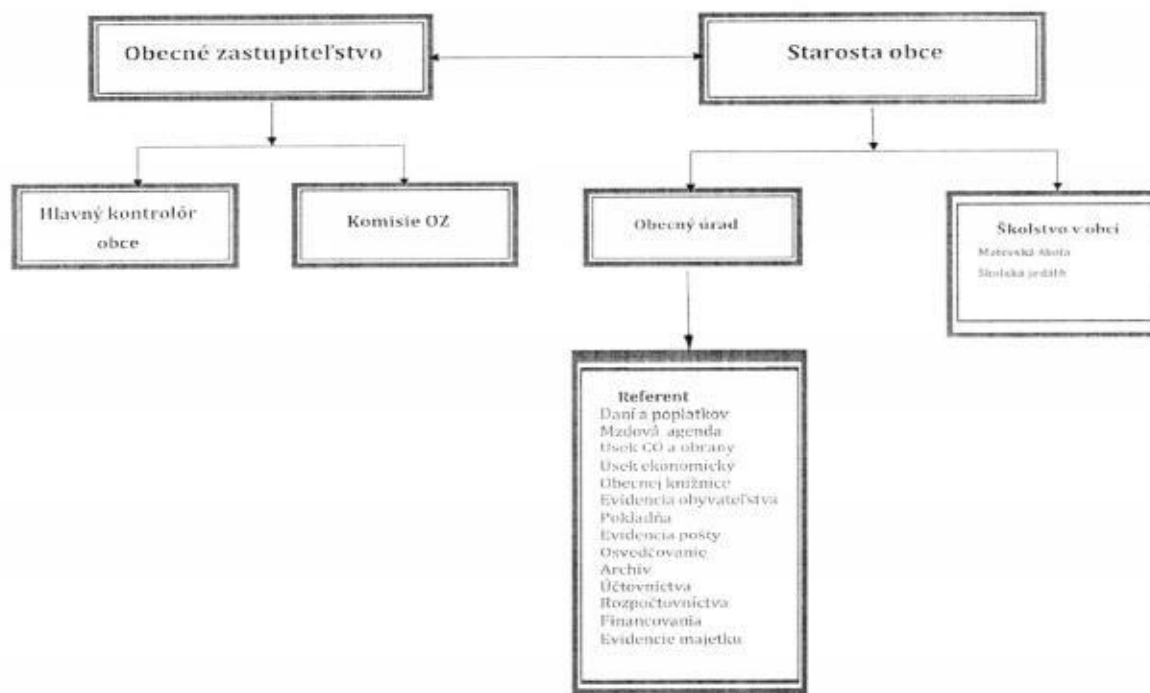 Obecné zastupiteľstvo
Starosta obce
Hlavný kontrolór
obce
Komisie OZ
Obecný úrad
Školstvo v obci
Materská škola
Školská jedáleň
Referent
Daní a poplatkov
Mzdová agenda
Úsek CO a obrany
Úsek ekonomický
Obecnej knižnice
Evidencia obyvateľstva
Pokladňa
Evidencia pošty
Osvedčovanie
Archív
Účtovníctva
Rozpočtovníctva
Financovania
Evidencie majetku